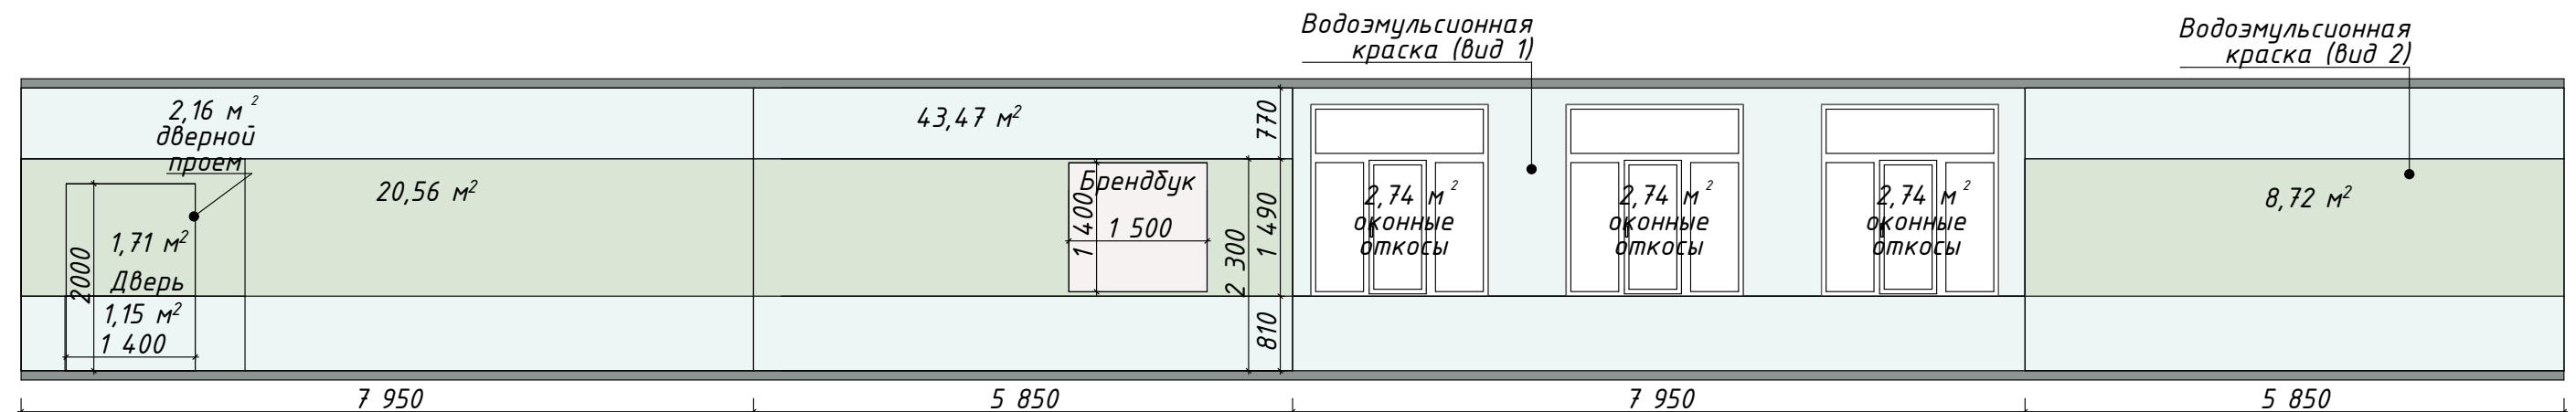 Водоэмульсионная
краска (вид 1)
Водоэмульсионная
краска (вид 2)
2,16 м²
дверной
проем
43,47 м²
770
20,56 м²
Брендбук
1 400
1 500
2 300
1 490
2,74 м²
оконные
откосы
2,74 м²
оконные
откосы
2,74 м²
оконные
откосы
8,72 м²
1,71 м²
Дверь
2000
1,15 м²
1 400
810
7 950
5 850
7 950
5 850